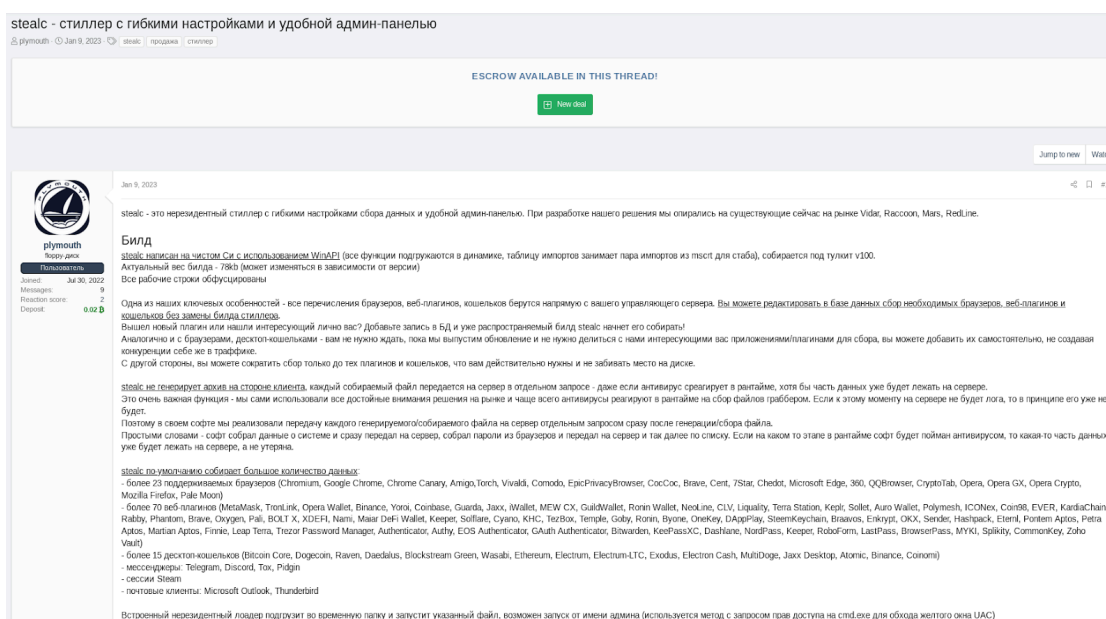 stealc - стиллер с гибкими настройками и удобной админ-панелью
plymouth · Jan 9, 2023 · stealc продажа стиллер
ESCROW AVAILABLE IN THIS THREAD!
New deal
Jump to new Watc
PLYMOUTH
plymouth
floppy-диск
Пользователь
Joined: Jul 30, 2022
Messages: 9
Reaction score: 2
Deposit: 0.02 ₿
Jan 9, 2023 #
stealc - это нерезидентный стиллер с гибкими настройками сбора данных и удобной админ-панелью. При разработке нашего решения мы опирались на существующие сейчас на рынке Vidar, Raccoon, Mars, RedLine.
Билд
stealc написан на чистом Си с использованием WinAPI (все функции подгружаются в динамике, таблицу импортов занимает пара импортов из mscrt для стаба), собирается под тулкит v100.
Актуальный вес билда - 78kb (может изменяться в зависимости от версии)
Все рабочие строки обфусцированы
Одна из наших ключевых особенностей - все перечисления браузеров, веб-плагинов, кошельков берутся напрямую с вашего управляющего сервера. Вы можете редактировать в базе данных сбор необходимых браузеров, веб-плагинов и
кошельков без замены билда стиллера.
Вышел новый плагин или нашли интересующий лично вас? Добавьте запись в БД и уже распространяемый билд stealc начнет его собирать!
Аналогично и с браузерами, десктоп-кошельками - вам не нужно ждать, пока мы выпустим обновление и не нужно делиться с нами интересующими вас приложениями/плагинами для сбора, вы можете добавить их самостоятельно, не создавая
конкуренции себе же в траффике.
С другой стороны, вы можете сократить сбор только до тех плагинов и кошельков, что вам действительно нужны и не забивать место на диске.
stealc не генерирует архив на стороне клиента, каждый собираемый файл передается на сервер в отдельном запросе - даже если антивирус среагирует в рантайме, хотя бы часть данных уже будет лежать на сервере.
Это очень важная функция - мы сами использовали все достойные внимания решения на рынке и чаще всего антивирусы реагируют в рантайме на сбор файлов граббером. Если к этому моменту на сервере не будет лога, то в принципе его уже не
будет.
Поэтому в своем софте мы реализовали передачу каждого генерируемого/собираемого файла на сервер отдельным запросом сразу после генерации/сбора файла.
Простыми словами - софт собрал данные о системе и сразу передал на сервер, собрал пароли из браузеров и передал на сервер и так далее по списку. Если на каком то этапе в рантайме софт будет пойман антивирусом, то какая-то часть данных
уже будет лежать на сервере, а не утеряна.
stealc по-умолчанию собирает большое количество данных:
- более 23 поддерживаемых браузеров (Chromium, Google Chrome, Chrome Canary, Amigo,Torch, Vivaldi, Comodo, EpicPrivacyBrowser, CocCoc, Brave, Cent, 7Star, Chedot, Microsoft Edge, 360, QQBrowser, CryptoTab, Opera, Opera GX, Opera Crypto,
Mozilla Firefox, Pale Moon)
- более 70 веб-плагинов (MetaMask, TronLink, Opera Wallet, Binance, Yoroi, Coinbase, Guarda, Jaxx, iWallet, MEW CX, GuildWallet, Ronin Wallet, NeoLine, CLV, Liquality, Terra Station, Keplr, Sollet, Auro Wallet, Polymesh, ICONex, Coin98, EVER, KardiaChain
Rabby, Phantom, Brave, Oxygen, Pali, BOLT X, XDEFI, Nami, Maiar DeFi Wallet, Keeper, Solflare, Cyano, KHC, TezBox, Temple, Goby, Ronin, Byone, OneKey, DAppPlay, SteemKeychain, Braavos, Enkrypt, OKX, Sender, Hashpack, Eternl, Pontem Aptos, Petra
Aptos, Martian Aptos, Finnie, Leap Terra, Trezor Password Manager, Authenticator, Authy, EOS Authenticator, GAuth Authenticator, Bitwarden, KeePassXC, Dashlane, NordPass, Keeper, RoboForm, LastPass, BrowserPass, MYKI, Splikity, CommonKey, Zoho
Vault)
- более 15 десктоп-кошельков (Bitcoin Core, Dogecoin, Raven, Daedalus, Blockstream Green, Wasabi, Ethereum, Electrum, Electrum-LTC, Exodus, Electron Cash, MultiDoge, Jaxx Desktop, Atomic, Binance, Coinomi)
- мессенджеры: Telegram, Discord, Tox, Pidgin
- сессии Steam
- почтовые клиенты: Microsoft Outlook, Thunderbird
Встроенный нерезидентный лоадер подгрузит во временную папку и запустит указанный файл, возможен запуск от имени админа (используется метод с запросом прав доступа на cmd.exe для обхода желтого окна UAC)